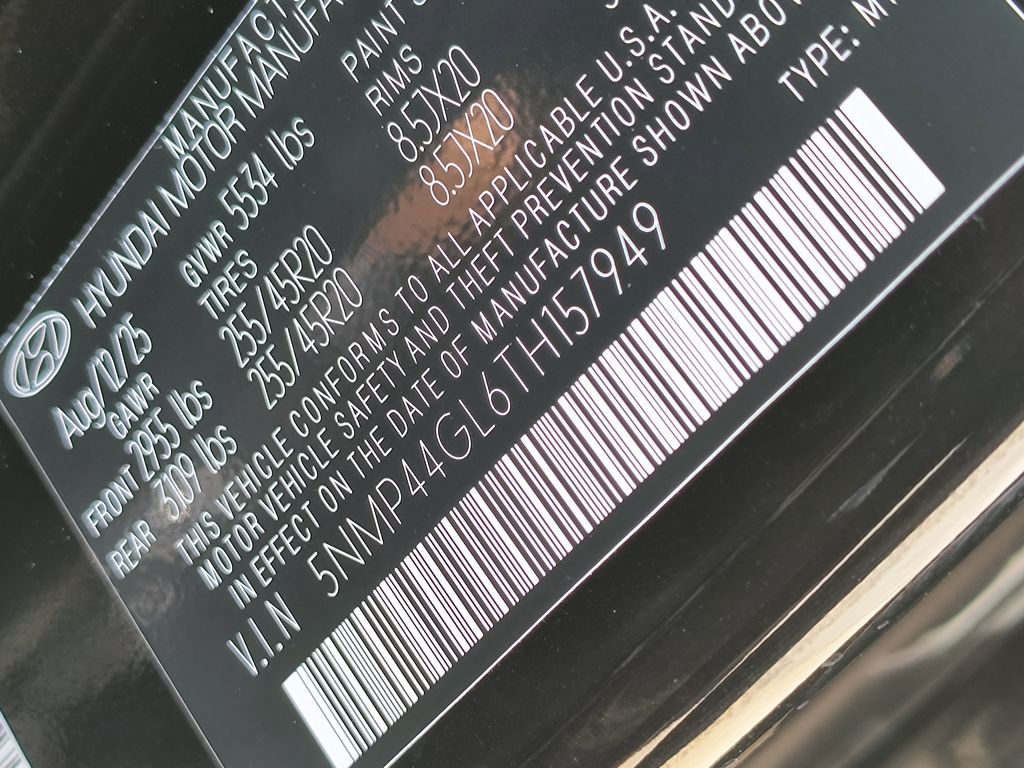 MANUFACT
HYUNDAI MOTOR MANUFA
Aug/12/25
GVWR 5534 lbs
PAINT
GAWR
TIRES
RIMS
FRONT 2955 lbs 255/45R20 8.5JX20
REAR 3109 lbs 255/45R20 8.5JX20
THIS VEHICLE CONFORMS TO ALL APPLICABLE U.S.A.
MOTOR VEHICLE SAFETY AND THEFT PREVENTION STAND
IN EFFECT ON THE DATE OF MANUFACTURE SHOWN ABOV
V.I.N 5NMP44GL6TH157949
TYPE: M